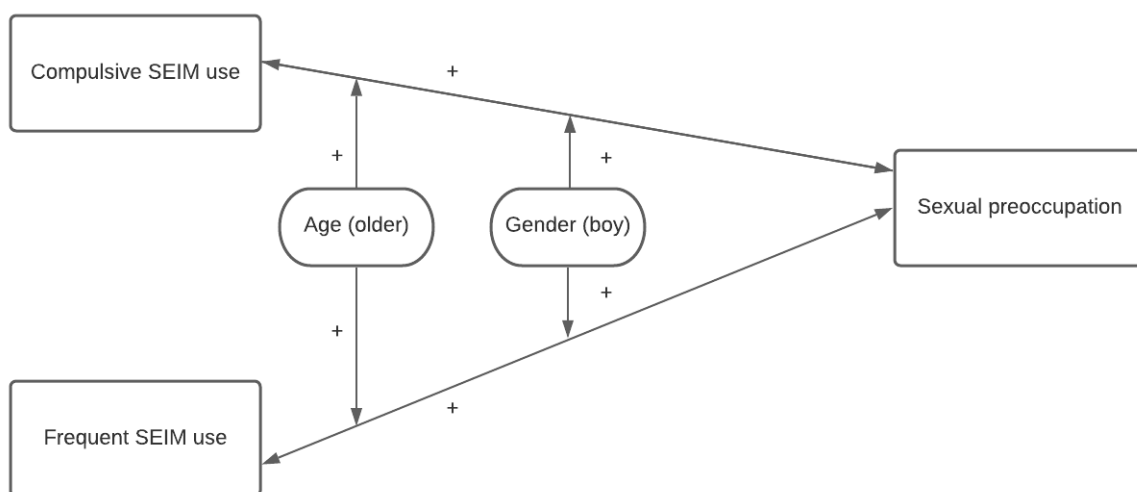 Compulsive SEIM use
+
+
+
Age (older)
Gender (boy)
Sexual preoccupation
+
+
+
Frequent SEIM use